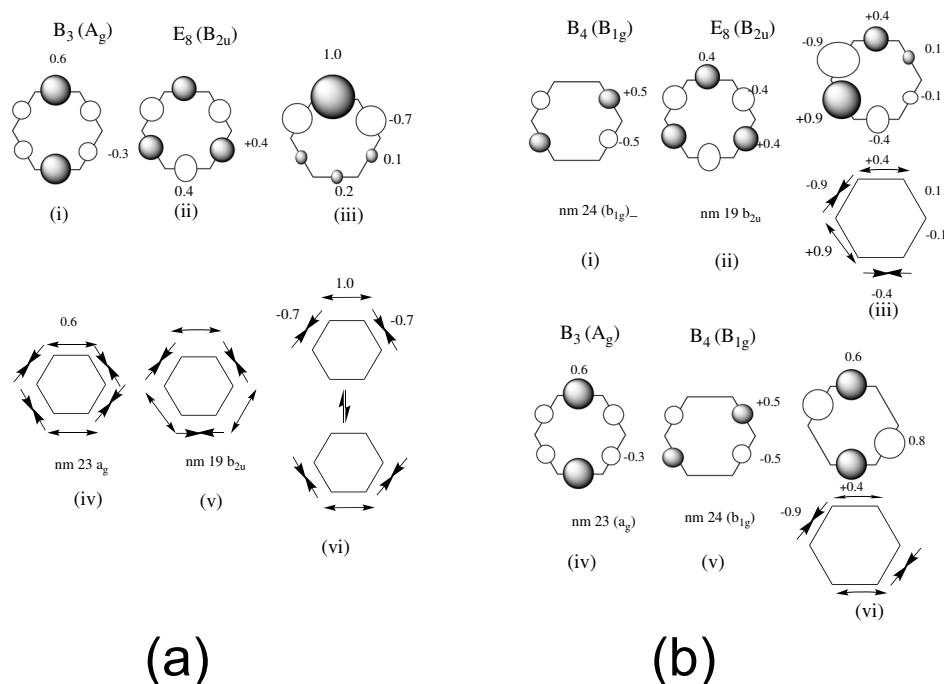 B3 (Ag) E8 (B2u)
0.6
1.0
-0.7
-0.3
+0.4
0.1
0.4
0.2
(i) (ii) (iii)
0.6
1.0
-0.7 -0.7
nm 23 ag
nm 19 b2u
(iv) (v)
(vi)
(a)
B4 (B1g) E8 (B2u)
+0.4
-0.9
0.1
0.4
+0.5
-0.4
-0.1
-0.5
+0.4
+0.9
-0.4
nm 24 (b1g)_ nm 19 b2u
(i) (ii)
+0.4
-0.9
0.1
-0.1
+0.9
-0.4
(iii)
B3 (Ag) B4 (B1g)
0.6
0.6
+0.5
-0.3
-0.5
0.8
nm 23 (ag) nm 24 (b1g)
(iv) (v)
+0.4
-0.9
(vi)
(b)